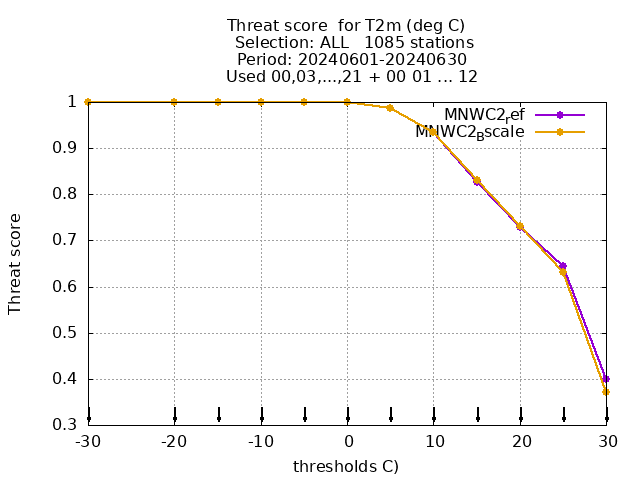 Threat score  for T2m (deg C)
Selection: ALL   1085 stations
Period: 20240601-20240630
Used 00,03,...,21 + 00 01 ... 12
MNWC2ref
MNWC2Bscale
1
0.9
0.8
0.7
0.6
0.5
0.4
0.3
Threat score
-30
-20
-10
0
10
20
30
thresholds C)